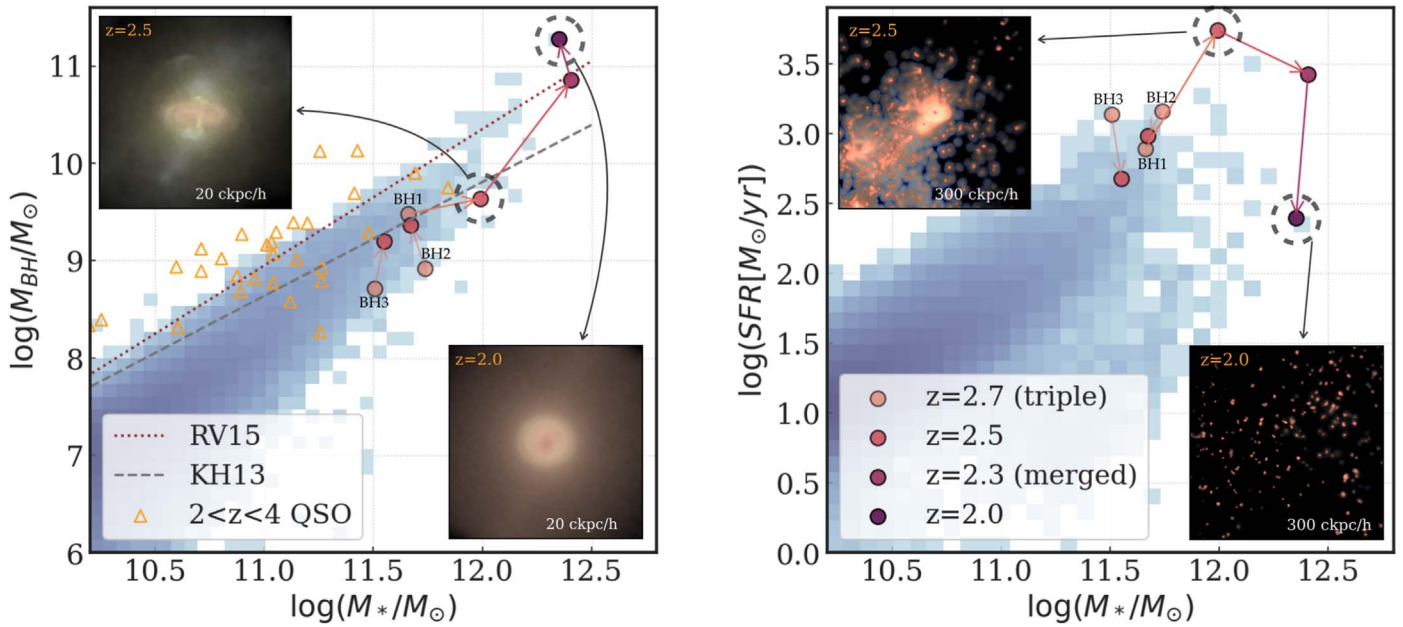 z=2.5
20 ckpc/h
BH1
BH2
BH3
z=2.0
20 ckpc/h
RV15
KH13
2<z<4 QSO
log(M_BH/M_⊙)
11
10
9
8
7
6
10.5 11.0 11.5 12.0 12.5
log(M_*/M_⊙)
z=2.5
300 ckpc/h
BH3
BH2
BH1
z=2.0
300 ckpc/h
z=2.7 (triple)
z=2.5
z=2.3 (merged)
z=2.0
log(SFR[M_⊙/yr])
3.5
3.0
2.5
2.0
1.5
1.0
0.5
0.0
10.5 11.0 11.5 12.0 12.5
log(M_*/M_⊙)